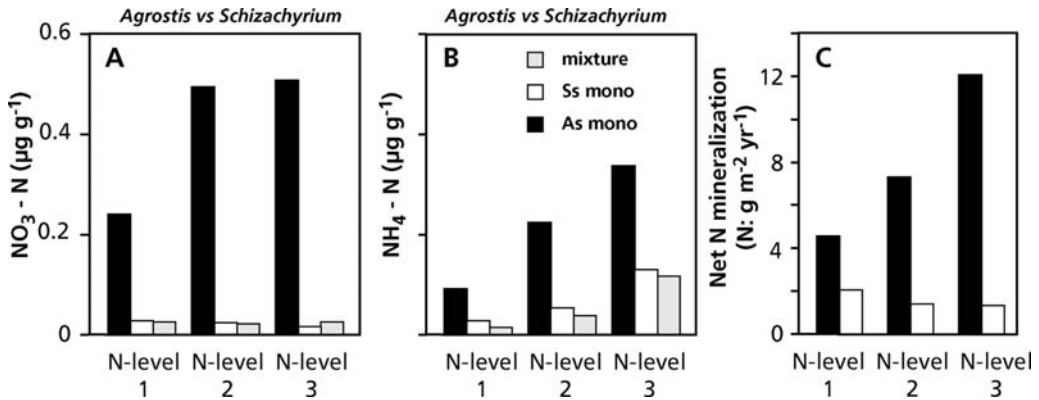 Agrostis vs Schizachyrium
A
NO3 - N (µg g-1)
0.6
0.4
0.2
0
N-level 1
N-level 2
N-level 3
Agrostis vs Schizachyrium
B
mixture
Ss mono
As mono
NH4 - N (µg g-1)
N-level 1
N-level 2
N-level 3
C
Net N mineralization
(N: g m-2 yr-1)
12
8
4
0
N-level 1
N-level 2
N-level 3